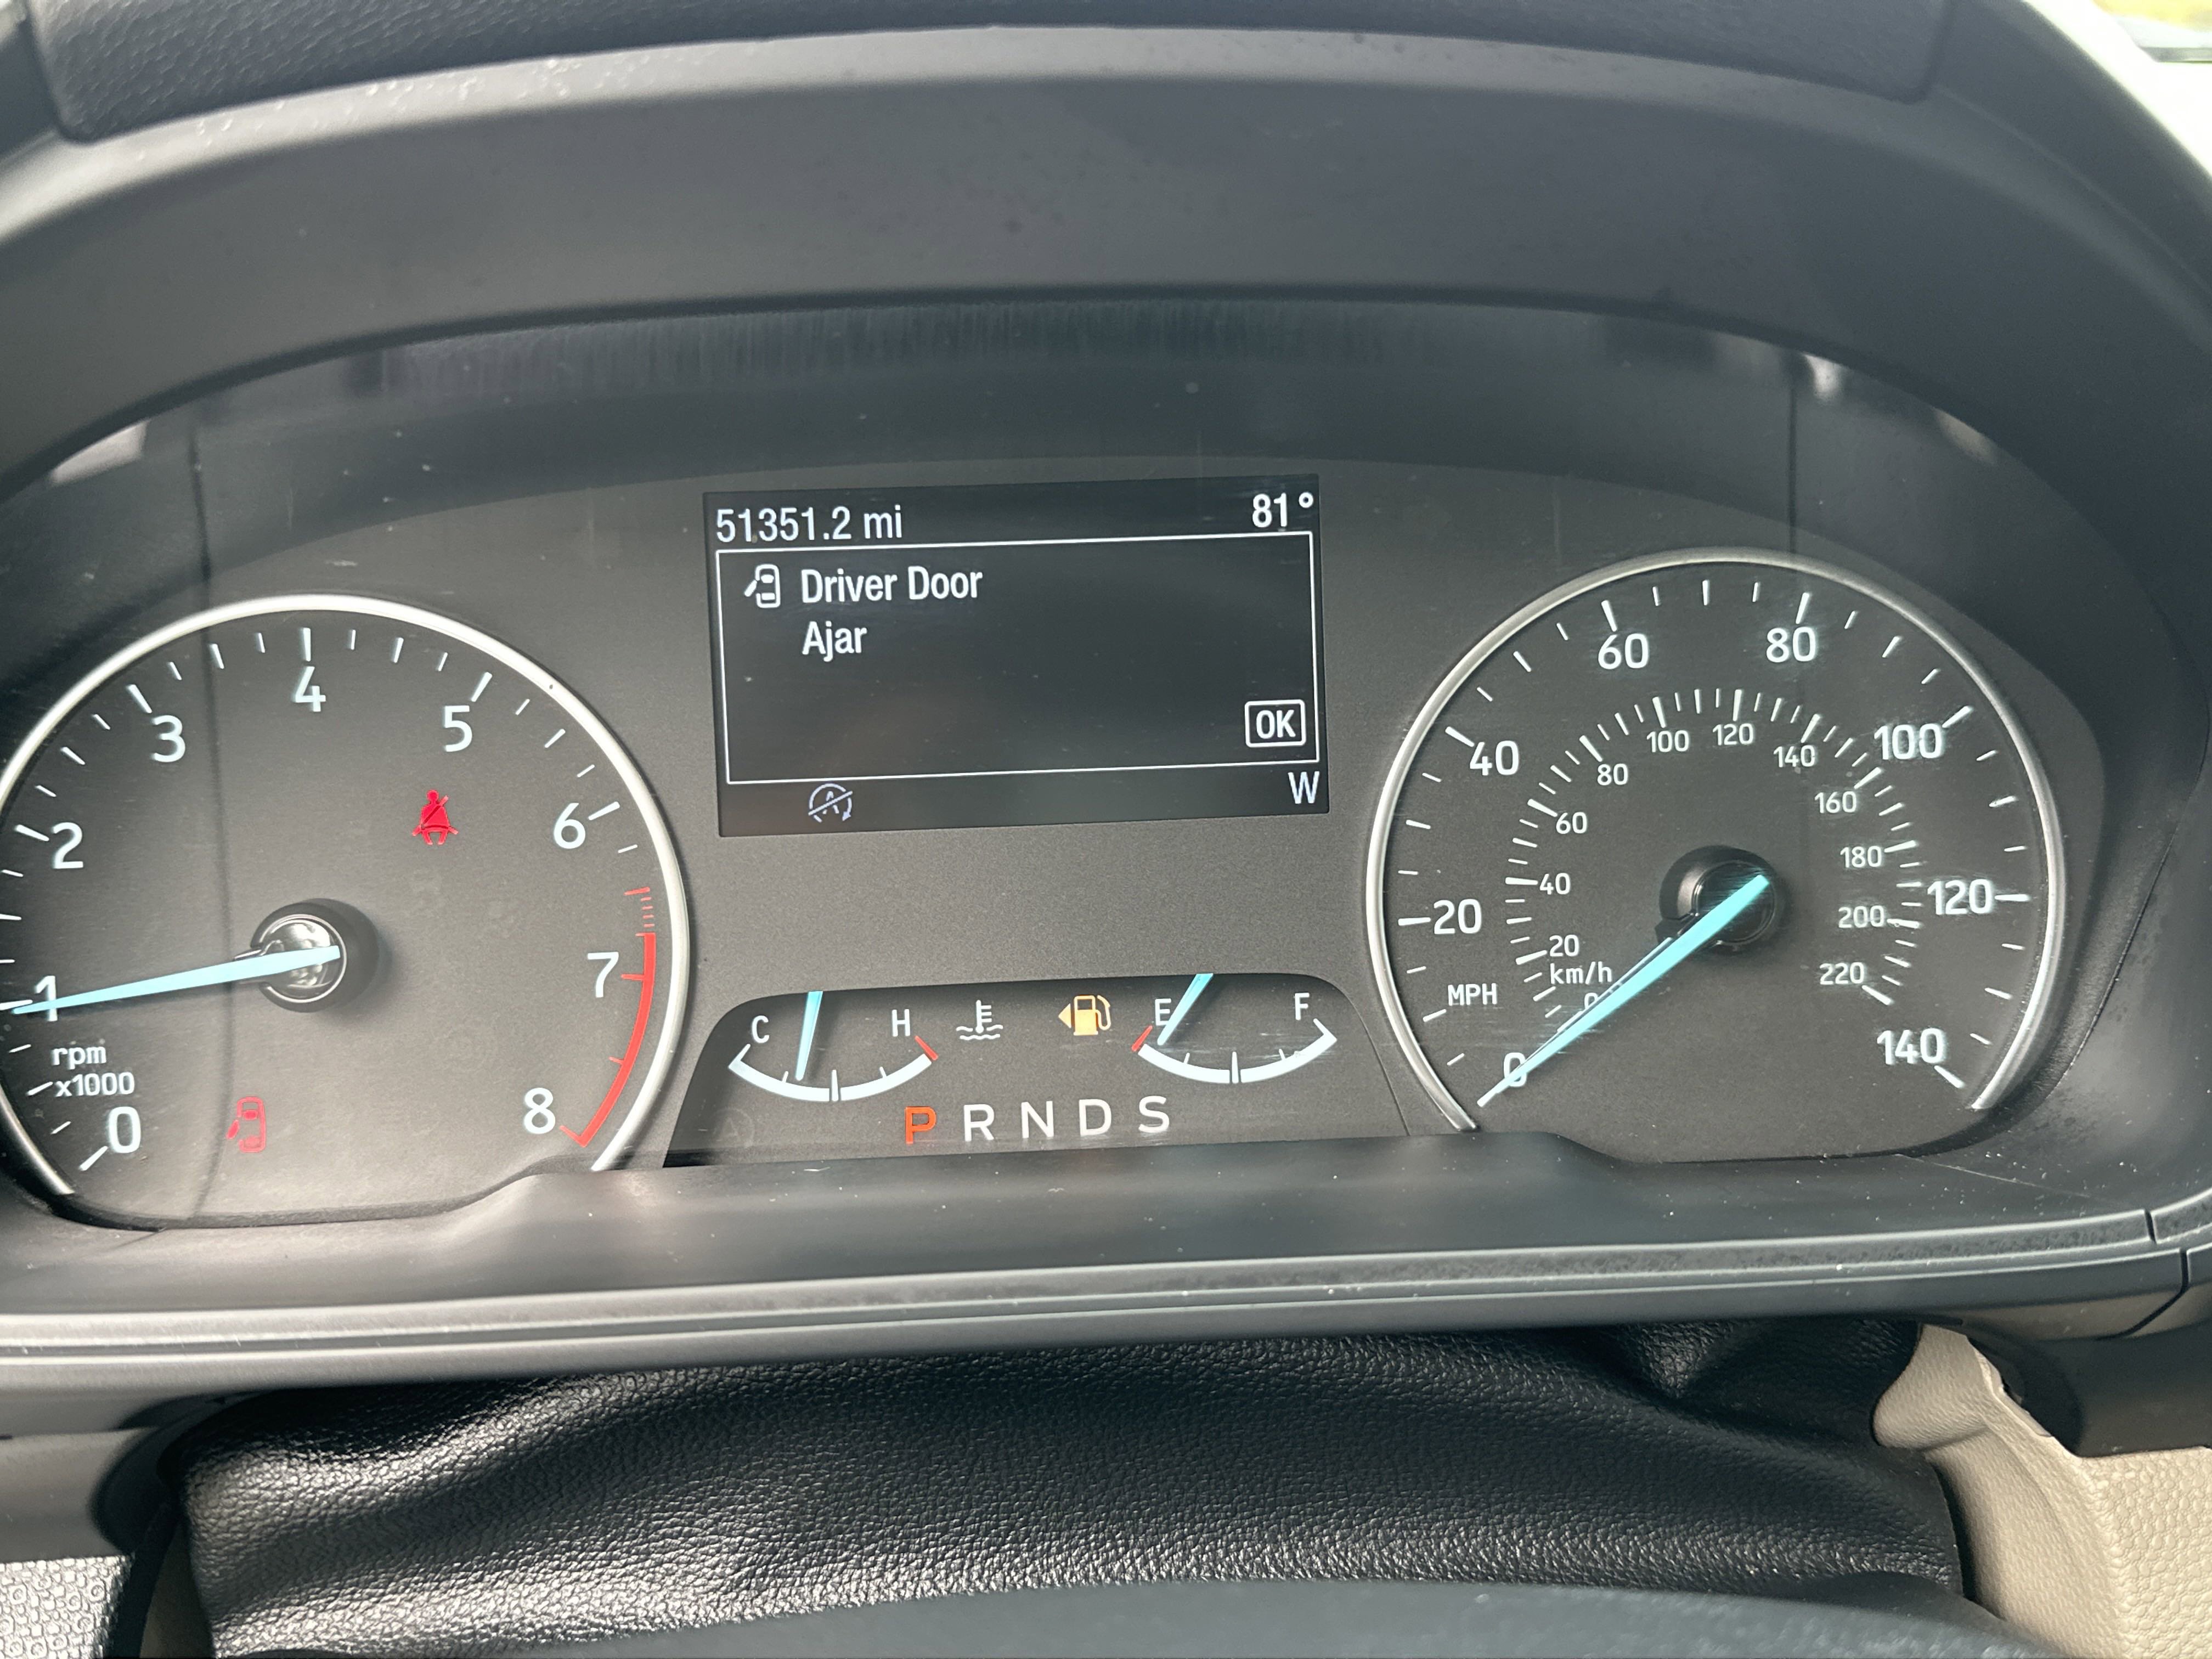 51351.2 mi 81°
Driver Door
Ajar
OK
W
0 1 2 3 4 5 6 7 8
rpm
x1000
C H
E F
P R N D S
0 20 40 60 80 100 120 140
MPH
0 20 40 60 80 100 120 140 160 180 200 220
km/h